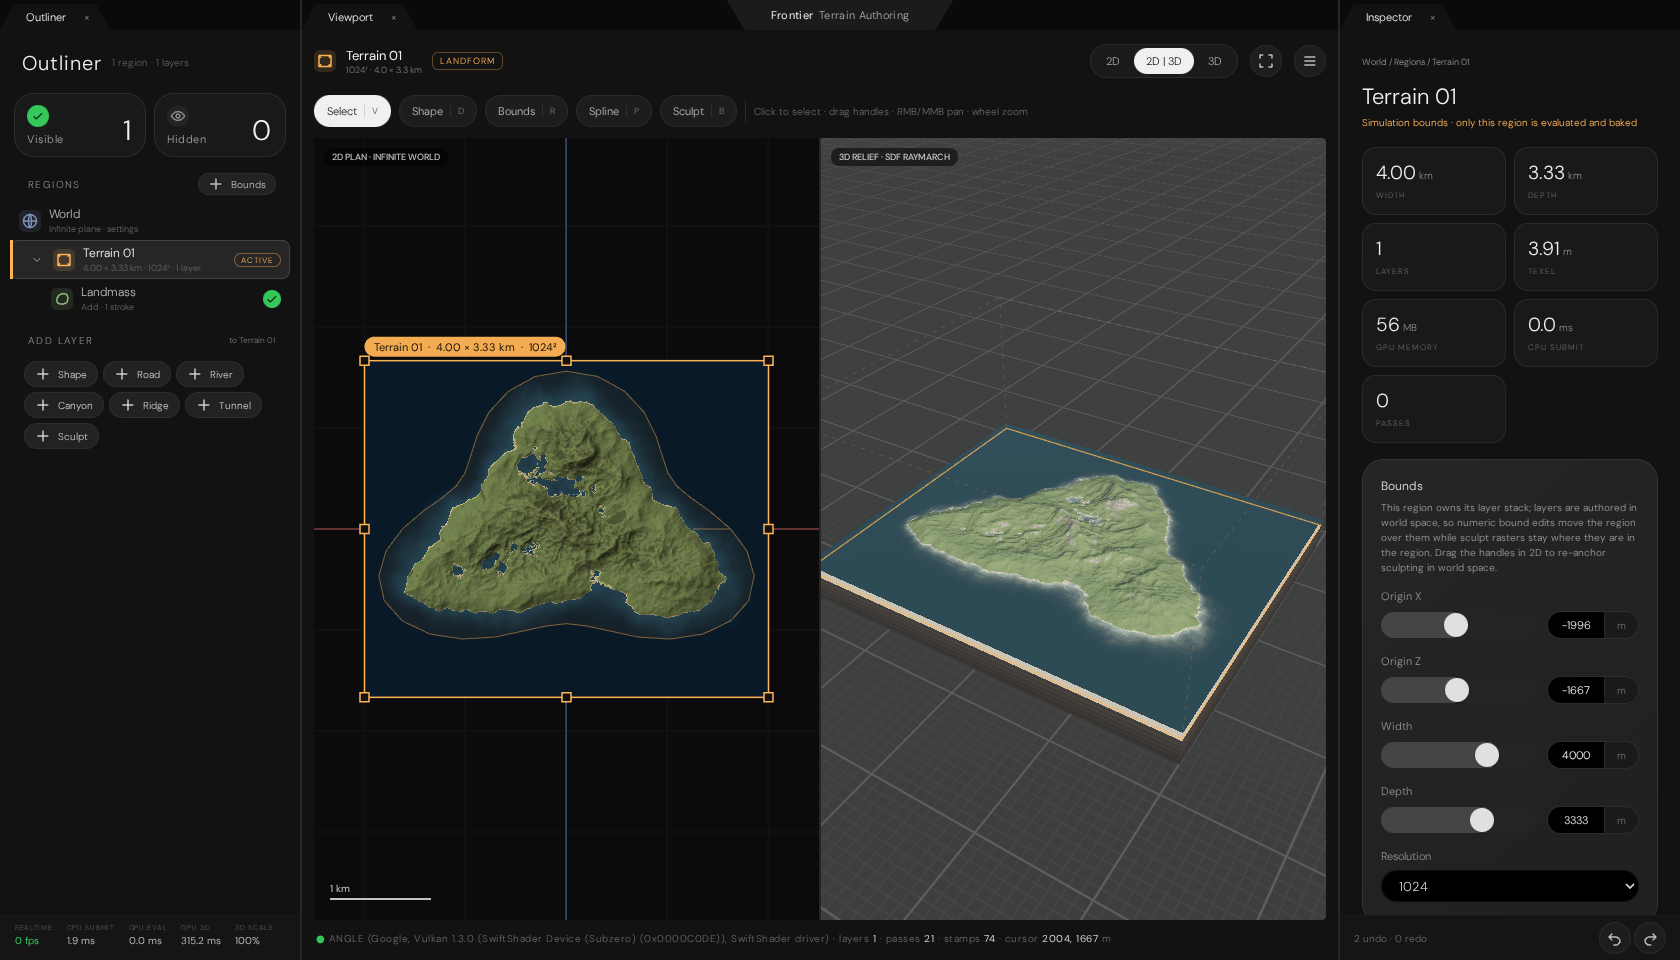 Outliner ×
Outliner 1 region · 1 layers
Visible 1
Hidden 0
REGIONS
Bounds
World
Infinite plane · settings
Terrain 01
4.00 × 3.33 km · 1024² · 1 layer
ACTIVE
Landmass
Add · 1 stroke
ADD LAYER
to Terrain 01
Shape Road River
Canyon Ridge Tunnel
Sculpt
REALTIME CPU SUBMIT GPU EVAL GPU 3D 3D SCALE
0 fps 1.9 ms 0.0 ms 315.2 ms 100%
Viewport ×
Frontier Terrain Authoring
Terrain 01
1024² · 4.0 × 3.3 km
LANDFORM
2D 2D | 3D 3D
Select V Shape D Bounds R Spline P Sculpt B
Click to select · drag handles · RMB/MMB pan · wheel zoom
2D PLAN · INFINITE WORLD
Terrain 01 · 4.00 × 3.33 km · 1024²
1 km
3D RELIEF · SDF RAYMARCH
ANGLE (Google, Vulkan 1.3.0 (SwiftShader Device (Subzero) (0x0000C0DE)), SwiftShader driver) · layers 1 · passes 21 · stamps 74 · cursor 2004, 1667 m
Inspector ×
World / Regions / Terrain 01
Terrain 01
Simulation bounds · only this region is evaluated and baked
4.00 km
WIDTH
3.33 km
DEPTH
1
LAYERS
3.91 m
TEXEL
56 MB
GPU MEMORY
0.0 ms
CPU SUBMIT
0
PASSES
Bounds
This region owns its layer stack; layers are authored in
world space, so numeric bound edits move the region
over them while sculpt rasters stay where they are in
the region. Drag the handles in 2D to re-anchor
sculpting in world space.
Origin X
-1996 m
Origin Z
-1667 m
Width
4000 m
Depth
3333 m
Resolution
1024
2 undo · 0 redo